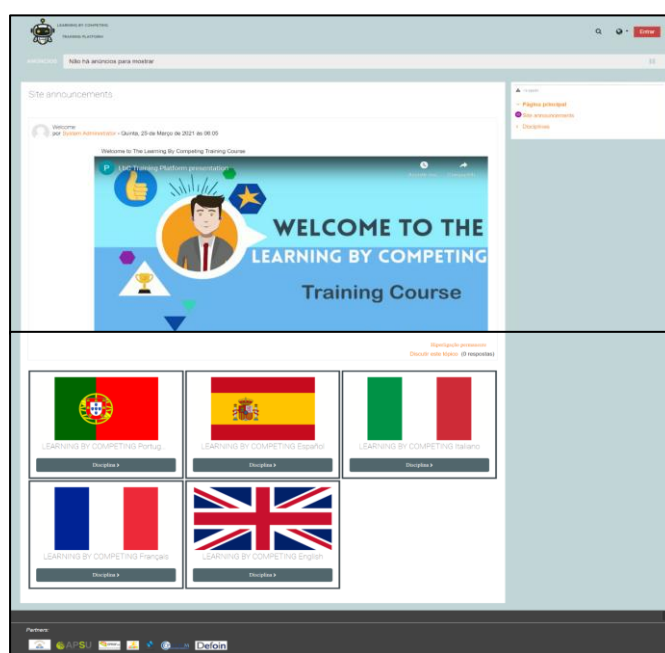 LEARNING BY COMPETING
TRAINING PLATFORM
Entrar
Não há anúncios para mostrar
Site announcements
Welcome
por System Administrator - Quinta, 25 de Março de 2021 às 06:05
Welcome to The Learning By Competing Training Course
P
LbC Training Platform presentation
WELCOME TO THE
LEARNING BY COMPETING
Training Course
Página principal
Site announcements
Disciplinas
Hiperligação permanente
Discutir este tópico (0 respostas)
LEARNING BY COMPETING Portug...
Disciplina >
LEARNING BY COMPETING Español
Disciplina >
LEARNING BY COMPETING Italiano
Disciplina >
LEARNING BY COMPETING Français
Disciplina >
LEARNING BY COMPETING English
Disciplina >
Partners:
APSU
Defoin